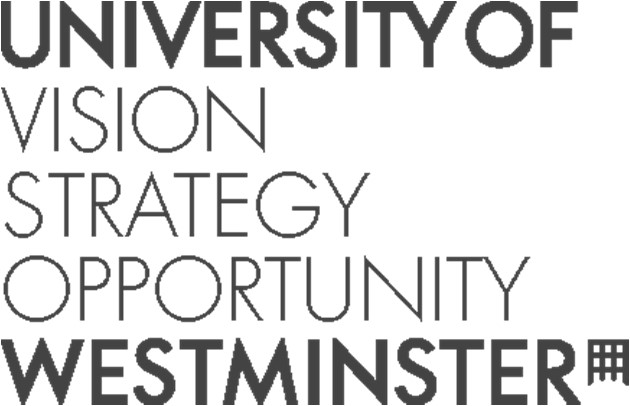 UNIVERSITY OF
VISION
STRATEGY
OPPORTUNITY
WESTMINSTER